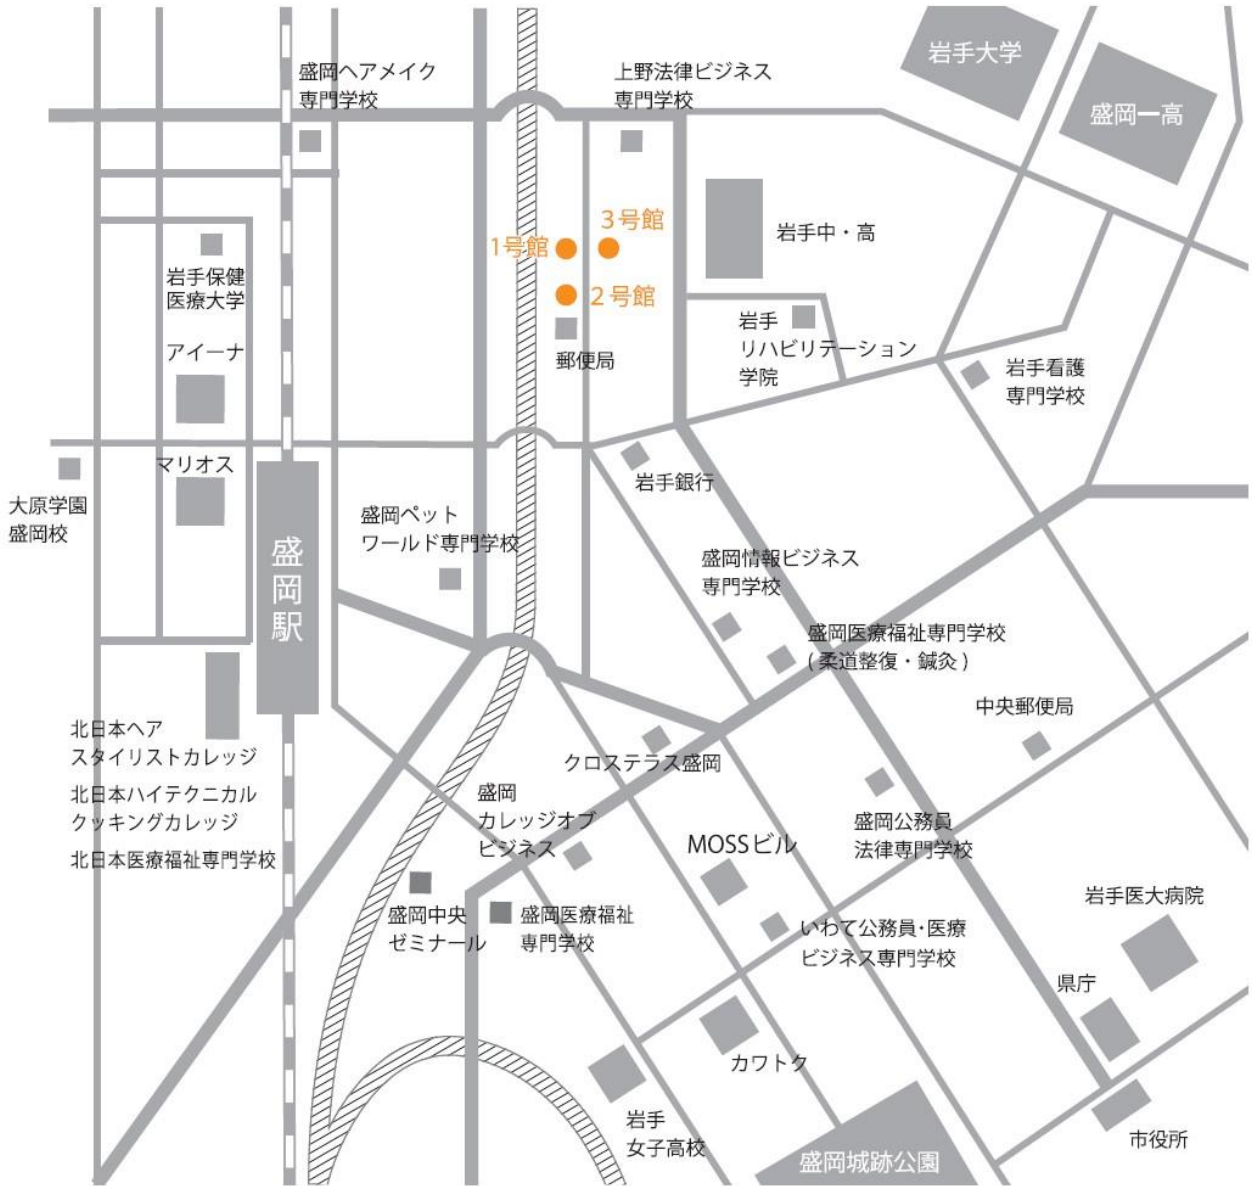 岩手大学
盛岡一高
盛岡ヘアメイク
専門学校
上野法律ビジネス
専門学校
3号館
1号館
2号館
郵便局
岩手中・高
岩手保健
医療大学
アイーナ
マリオス
岩手
リハビリテーション
学院
岩手看護
専門学校
大原学園
盛岡校
盛岡駅
盛岡ペット
ワールド専門学校
岩手銀行
盛岡情報ビジネス
専門学校
盛岡医療福祉専門学校
(柔道整復・鍼灸)
中央郵便局
北日本ヘア
スタイリストカレッジ
北日本ハイテクニカル
クッキングカレッジ
北日本医療福祉専門学校
クロステラス盛岡
盛岡
カレッジオブ
ビジネス
MOSSビル
盛岡公務員
法律専門学校
盛岡中央
ゼミナール
盛岡医療福祉
専門学校
いわて公務員・医療
ビジネス専門学校
岩手医大病院
県庁
カワトク
岩手
女子高校
市役所
盛岡城跡公園